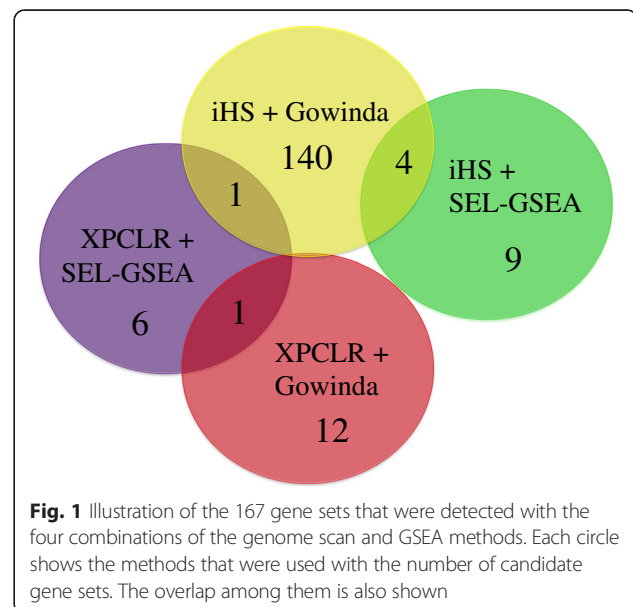 iHS + Gowinda
140
4
1
iHS +
SEL-GSEA
9
XPCLR +
SEL-GSEA
6
1
XPCLR +
Gowinda
12
Fig. 1 Illustration of the 167 gene sets that were detected with the
four combinations of the genome scan and GSEA methods. Each circle
shows the methods that were used with the number of candidate
gene sets. The overlap among them is also shown